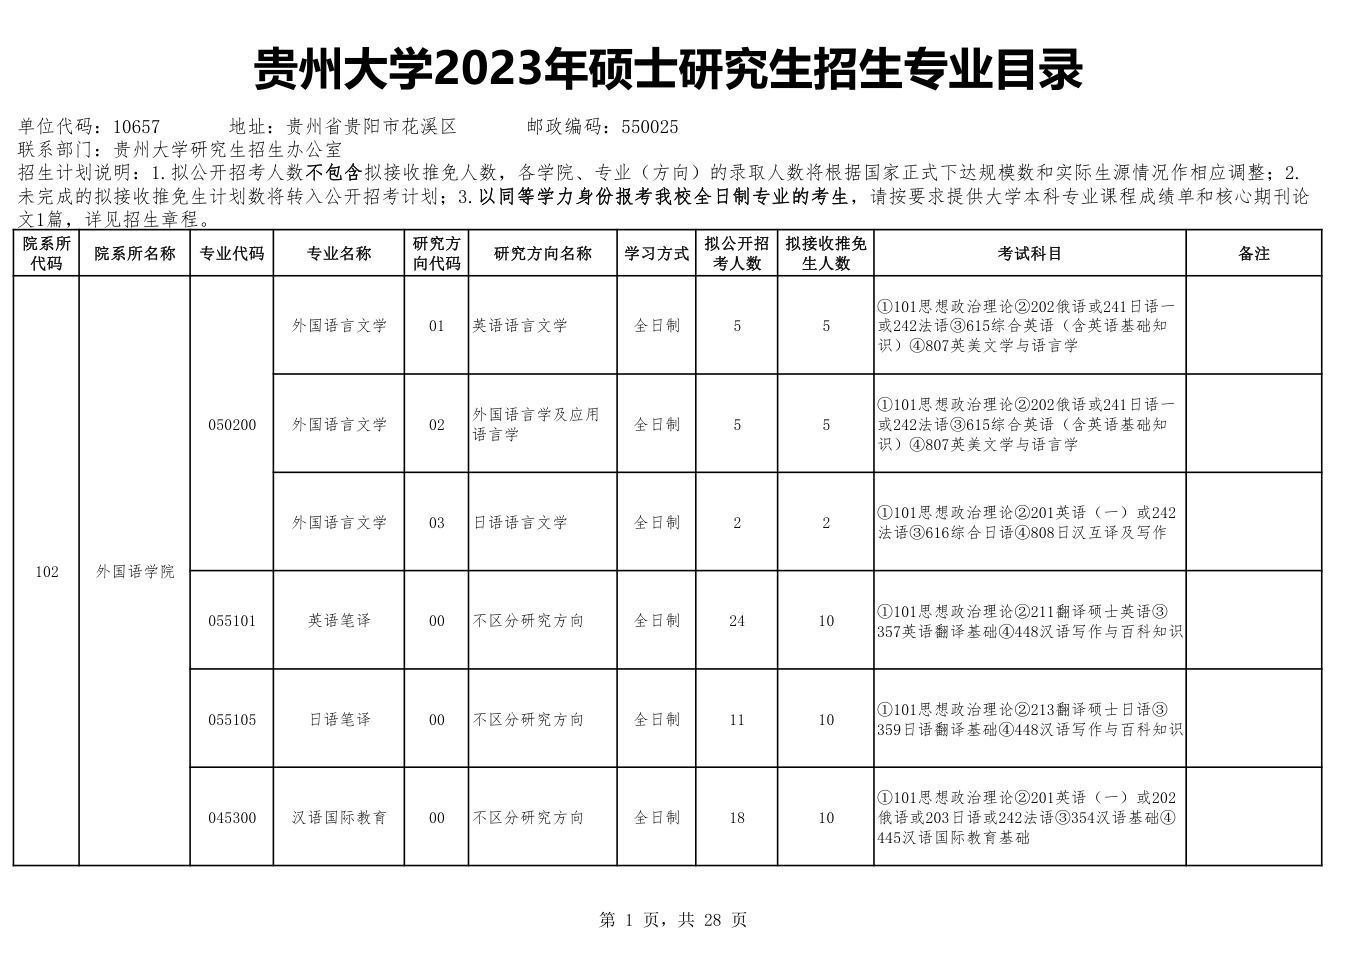 贵州大学2023年硕士研究生招生专业目录
单位代码：10657 地址：贵州省贵阳市花溪区 邮政编码：550025
联系部门：贵州大学研究生招生办公室
招生计划说明：1.拟公开招考人数不包含拟接收推免人数，各学院、专业（方向）的录取人数将根据国家正式下达规模数和实际生源情况作相应调整；2.
未完成的拟接收推免生计划数将转入公开招考计划；3.以同等学力身份报考我校全日制专业的考生，请按要求提供大学本科专业课程成绩单和核心期刊论
文1篇，详见招生章程。
院系所代码 院系所名称 专业代码 专业名称 研究方向代码 研究方向名称 学习方式 拟公开招考人数 拟接收推免生人数 考试科目 备注
102 外国语学院
050200
外国语言文学 01 英语语言文学 全日制 5 5
①101思想政治理论②202俄语或241日语一
或242法语③615综合英语（含英语基础知
识）④807英美文学与语言学
外国语言文学 02 外国语言学及应用
语言学
全日制 5 5
①101思想政治理论②202俄语或241日语一
或242法语③615综合英语（含英语基础知
识）④807英美文学与语言学
外国语言文学 03 日语语言文学 全日制 2 2
①101思想政治理论②201英语（一）或242
法语③616综合日语④808日汉互译及写作
055101 英语笔译 00 不区分研究方向 全日制 24 10
①101思想政治理论②211翻译硕士英语③
357英语翻译基础④448汉语写作与百科知识
055105 日语笔译 00 不区分研究方向 全日制 11 10
①101思想政治理论②213翻译硕士日语③
359日语翻译基础④448汉语写作与百科知识
045300 汉语国际教育 00 不区分研究方向 全日制 18 10
①101思想政治理论②201英语（一）或202
俄语或203日语或242法语③354汉语基础④
445汉语国际教育基础
第 1 页，共 28 页